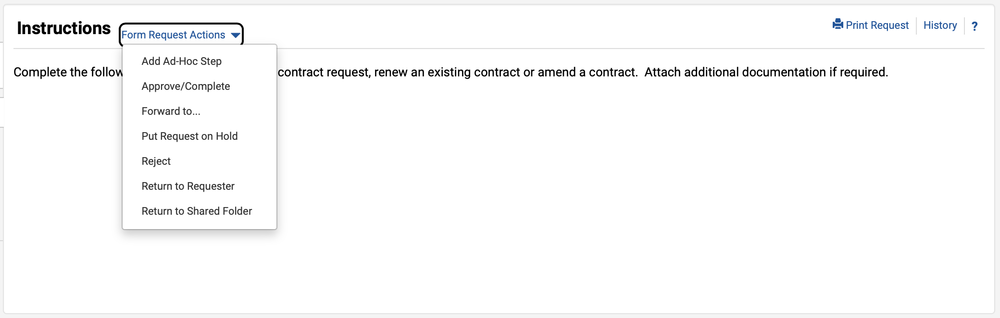 Instructions
Form Request Actions
Print Request
History
?
Add Ad-Hoc Step
Complete the follow contract request, renew an existing contract or amend a contract. Attach additional documentation if required.
Approve/Complete
Forward to...
Put Request on Hold
Reject
Return to Requester
Return to Shared Folder